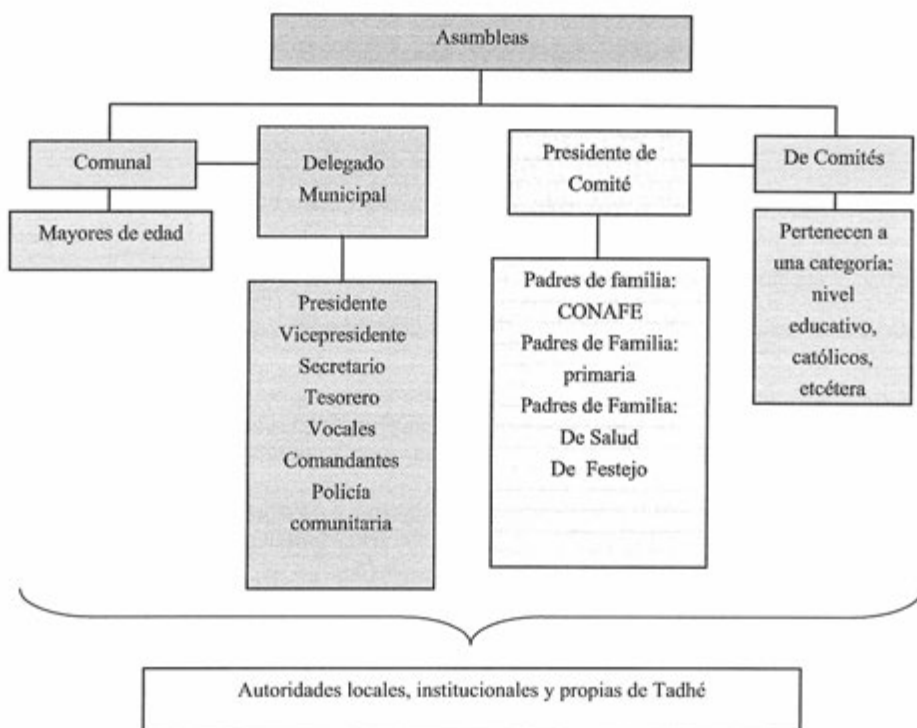 Asambleas
Comunal
Mayores de edad
Delegado
Municipal
Presidente
Vicepresidente
Secretario
Tesorero
Vocales
Comandantes
Policía
comunitaria
Presidente de
Comité
Padres de familia:
CONAFE
Padres de Familia:
primaria
Padres de Familia:
De Salud
De Festejo
De Comités
Pertenecen a
una categoría:
nivel
educativo,
católicos,
etcétera
Autoridades locales, institucionales y propias de Tadhé